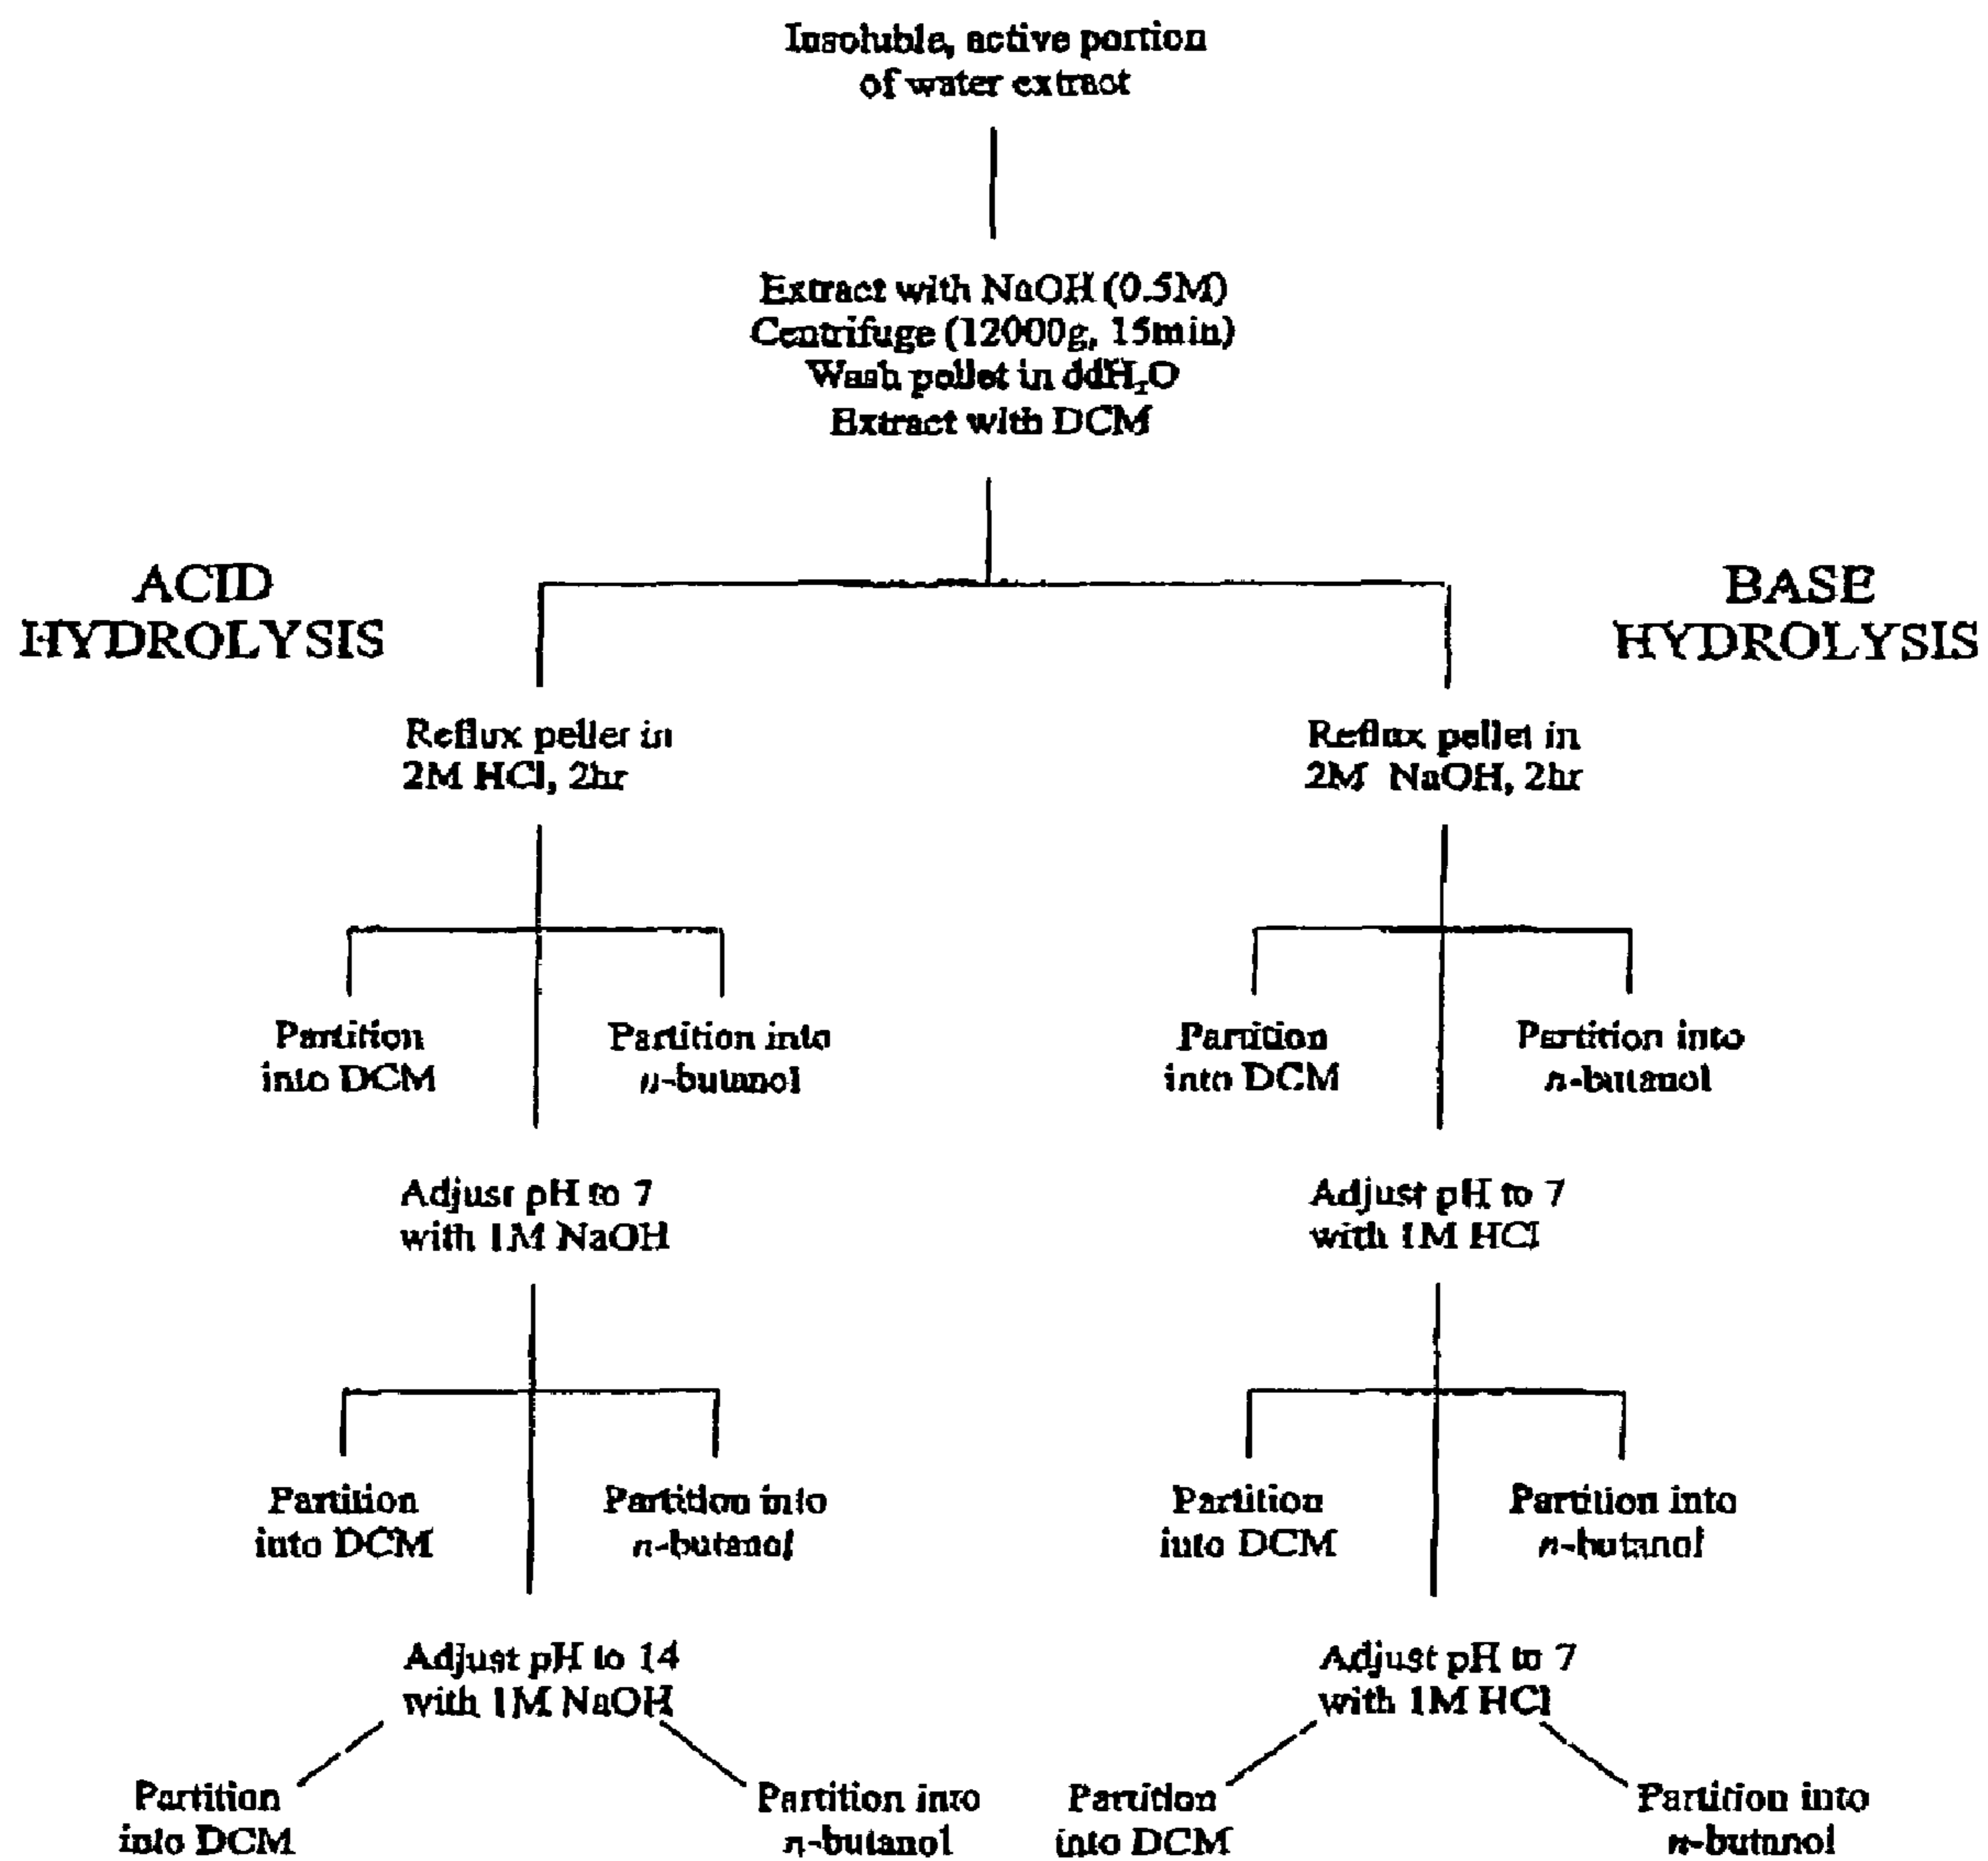 Insoluble, active portion
of water extract
Extract with NaOH (0.5M)
Centrifuge (12000g, 15min)
Wash pellet in ddH₂O
Extract with DCM
ACID
HYDROLYSIS
BASE
HYDROLYSIS
Reflux pellet in
2M HCl, 2hr
Reflux pellet in
2M NaOH, 2hr
Partition
into DCM
Partition into
n-butanol
Partition
into DCM
Partition into
n-butanol
Adjust pH to 7
with 1M NaOH
Adjust pH to 7
with 1M HCl
Partition
into DCM
Partition into
n-butanol
Partition
into DCM
Partition into
n-butanol
Adjust pH to 14
with 1M NaOH
Adjust pH to 7
with 1M HCl
Partition
into DCM
Partition into
n-butanol
Partition
into DCM
Partition into
n-butanol